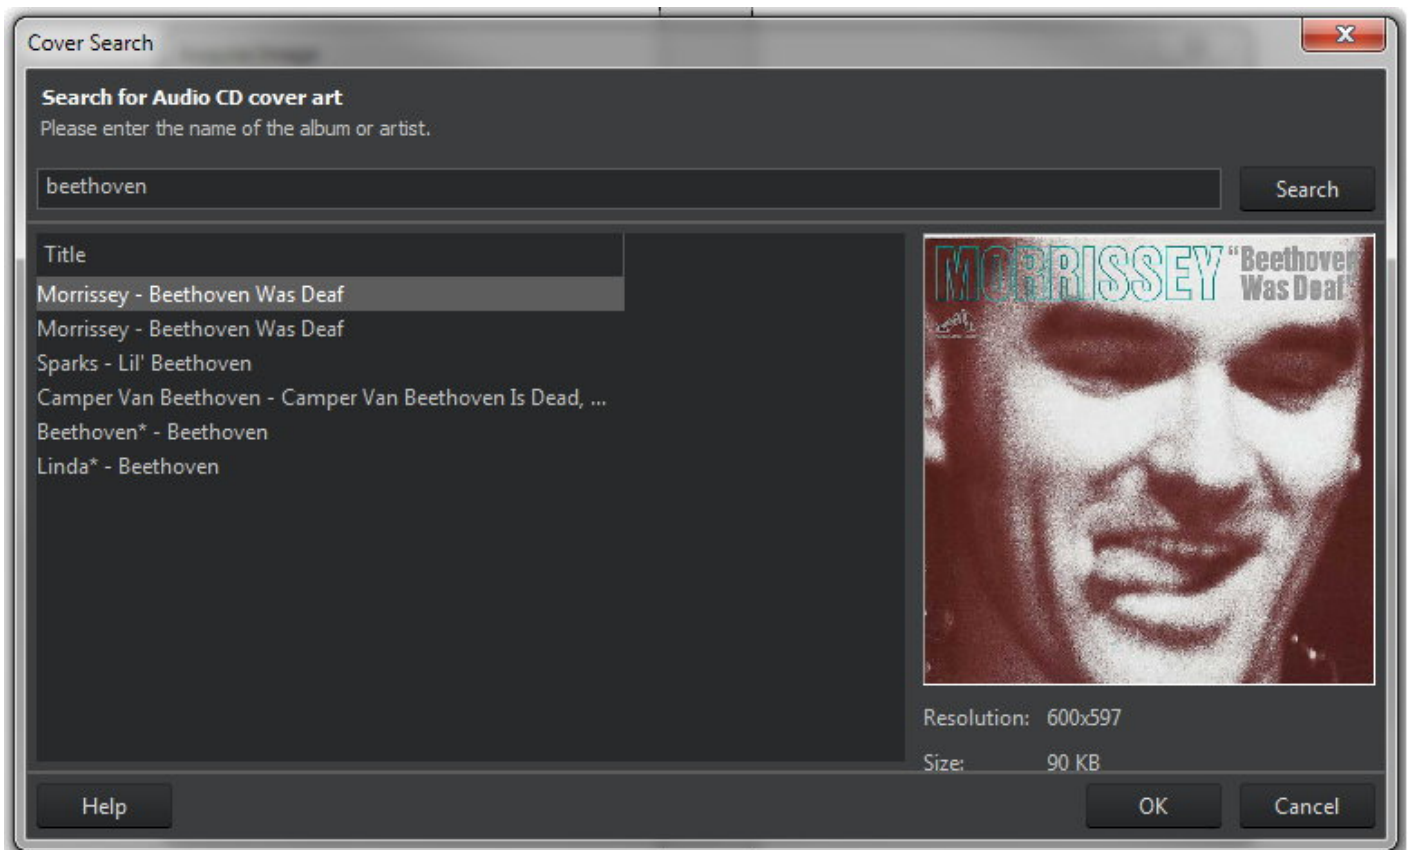 Cover Search
Search for Audio CD cover art
Please enter the name of the album or artist.
beethoven
Search
Title
Morrissey - Beethoven Was Deaf
Morrissey - Beethoven Was Deaf
Sparks - Lil' Beethoven
Camper Van Beethoven - Camper Van Beethoven Is Dead, ...
Beethoven* - Beethoven
Linda* - Beethoven
MORRISSEY "Beethoven
Was Deaf"
Resolution: 600x597
Size: 90 KB
Help
OK
Cancel